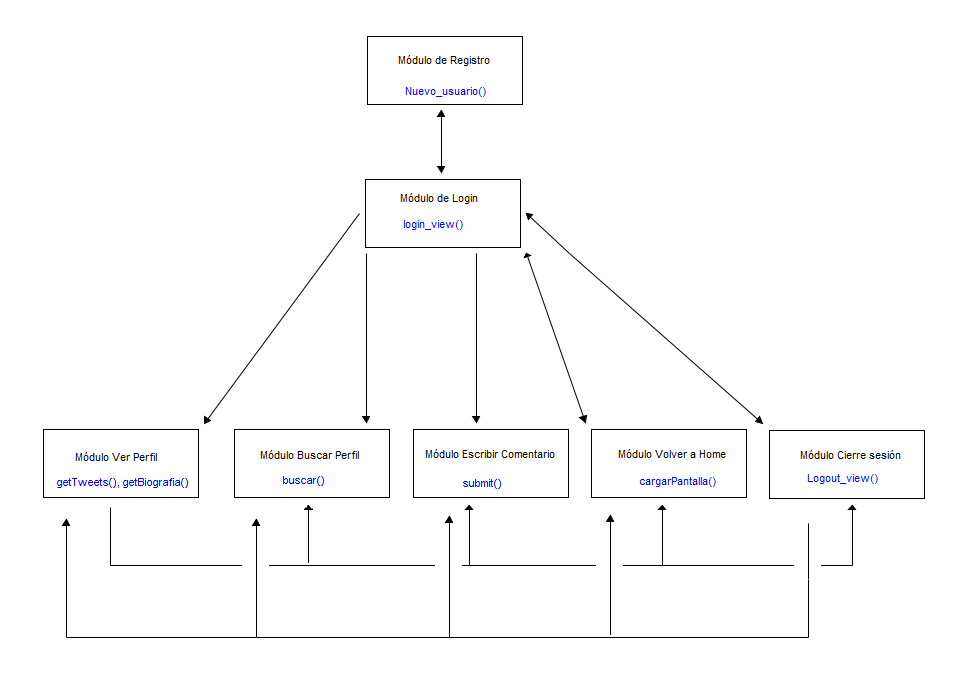 Módulo de Registro
Nuevo_usuario()
Módulo de Login
login_view()
Módulo Ver Perfil
getTweets(), getBiografia()
Módulo Buscar Perfil
buscar()
Módulo Escribir Comentario
submit()
Módulo Volver a Home
cargarPantalla()
Módulo Cierre sesión
Logout_view()